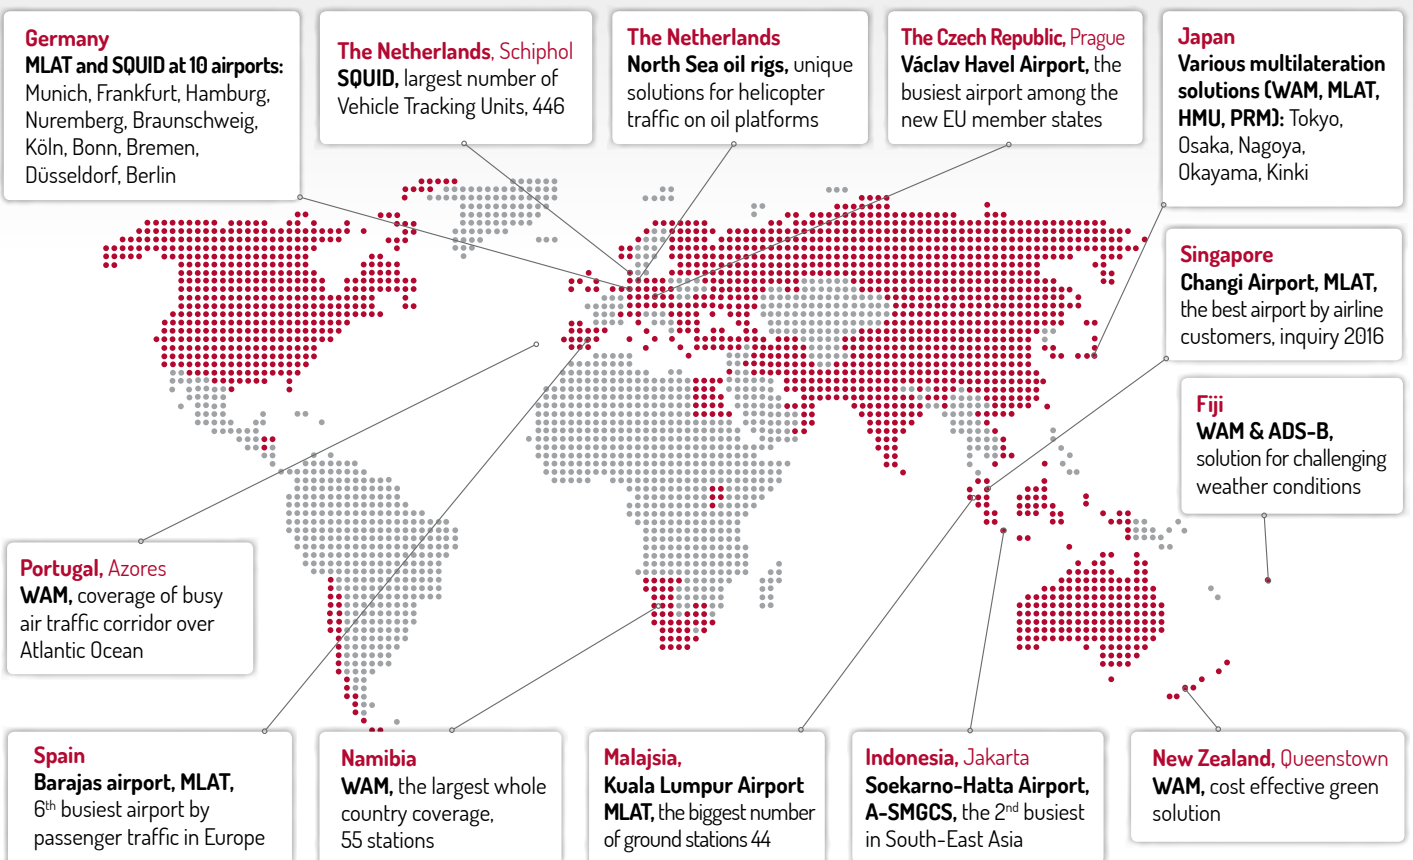 Germany
MLAT and SQUID at 10 airports:
Munich, Frankfurt, Hamburg,
Nuremberg, Braunschweig,
Köln, Bonn, Bremen,
Düsseldorf, Berlin
The Netherlands, Schiphol
SQUID, largest number of
Vehicle Tracking Units, 446
The Netherlands
North Sea oil rigs, unique
solutions for helicopter
traffic on oil platforms
The Czech Republic, Prague
Václav Havel Airport, the
busiest airport among the
new EU member states
Japan
Various multilateration
solutions (WAM, MLAT,
HMU, PRM): Tokyo,
Osaka, Nagoya,
Okayama, Kinki
Singapore
Changi Airport, MLAT,
the best airport by airline
customers, inquiry 2016
Fiji
WAM & ADS-B,
solution for challenging
weather conditions
Portugal, Azores
WAM, coverage of busy
air traffic corridor over
Atlantic Ocean
Spain
Barajas airport, MLAT,
6th busiest airport by
passenger traffic in Europe
Namibia
WAM, the largest whole
country coverage,
55 stations
Malajsia,
Kuala Lumpur Airport
MLAT, the biggest number
of ground stations 44
Indonesia, Jakarta
Soekarno-Hatta Airport,
A-SMGCS, the 2nd busiest
in South-East Asia
New Zealand, Queenstown
WAM, cost effective green
solution